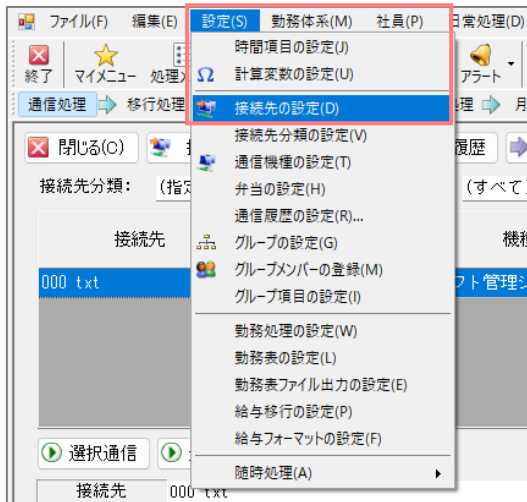 ファイル(F) 編集(E) 設定(S) 勤務体系(M) 社員(P) 日常処理(D)
終了 マイメニュー アラート
通信処理 移行処理 月
閉じる(C) 履歴
接続先分類： (すべて)
接続先
000 txt フト管理シ
時間項目の設定(J)
計算変数の設定(U)
接続先の設定(D)
接続先分類の設定(V)
通信機種の設定(T)
弁当の設定(H)
通信履歴の設定(R)...
グループの設定(G)
グループメンバーの登録(M)
グループ項目の設定(I)
勤務処理の設定(W)
勤務表の設定(L)
勤務表ファイル出力の設定(E)
給与移行の設定(P)
給与フォーマットの設定(F)
随時処理(A)
選択通信
接続先 000 txt